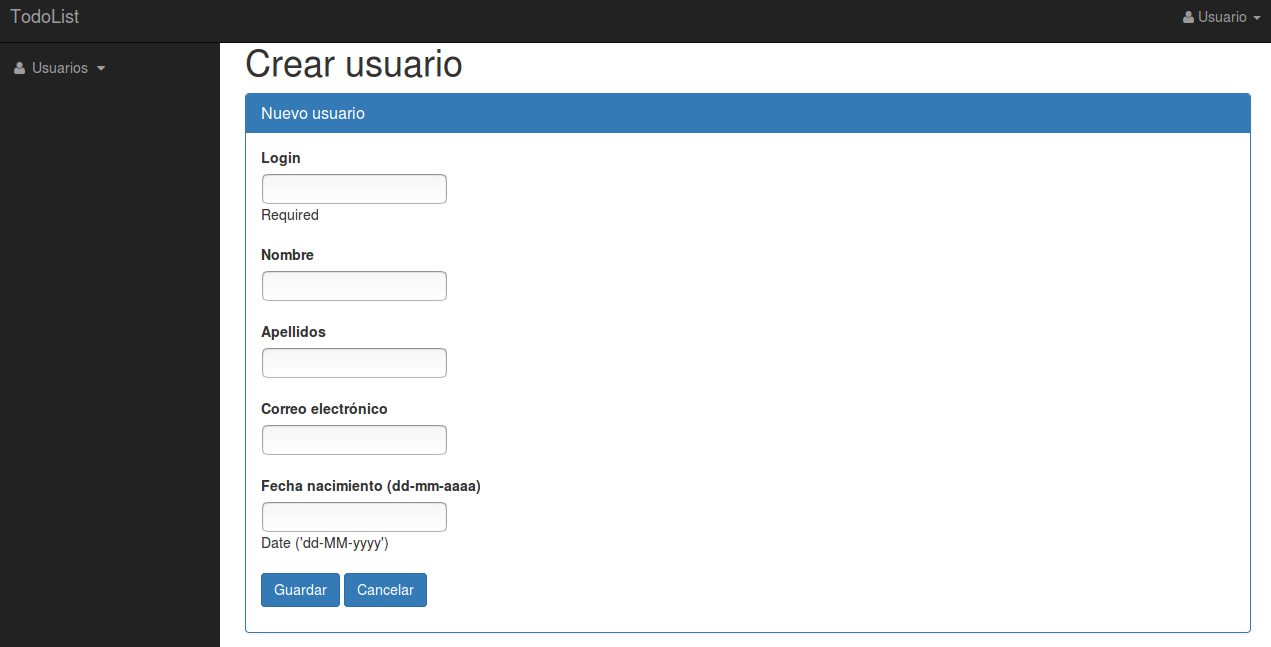 TodoList
Usuario
Usuarios
Crear usuario
Nuevo usuario
Login
Required
Nombre
Apellidos
Correo electrónico
Fecha nacimiento (dd-mm-aaaa)
Date ('dd-MM-yyyy')
Guardar Cancelar